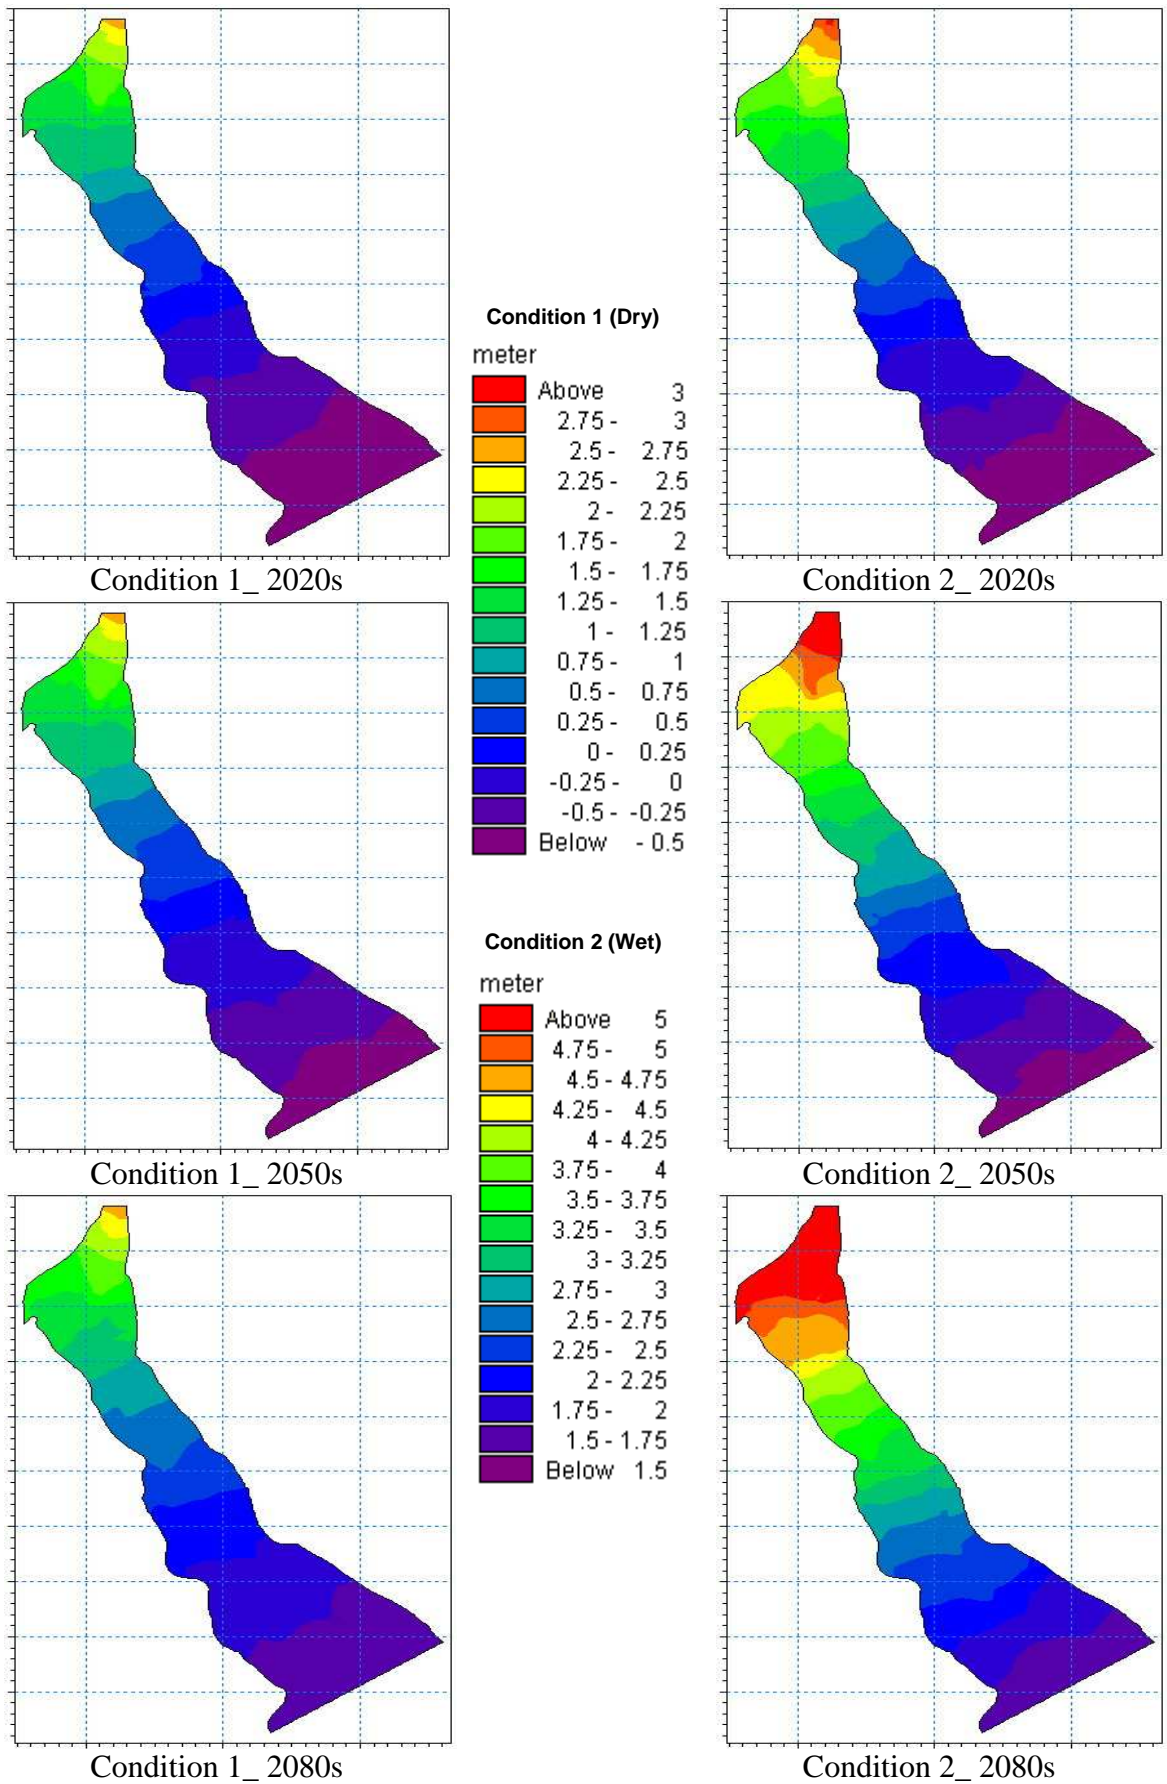 Condition 1 (Dry)
meter
Above 3
2.75 - 3
2.5 - 2.75
2.25 - 2.5
2 - 2.25
1.75 - 2
1.5 - 1.75
1.25 - 1.5
1 - 1.25
0.75 - 1
0.5 - 0.75
0.25 - 0.5
0 - 0.25
-0.25 - 0
-0.5 - -0.25
Below - 0.5
Condition 1_ 2020s
Condition 2_ 2020s
Condition 2 (Wet)
meter
Above 5
4.75 - 5
4.5 - 4.75
4.25 - 4.5
4 - 4.25
3.75 - 4
3.5 - 3.75
3.25 - 3.5
3 - 3.25
2.75 - 3
2.5 - 2.75
2.25 - 2.5
2 - 2.25
1.75 - 2
1.5 - 1.75
Below 1.5
Condition 1_ 2050s
Condition 2_ 2050s
Condition 1_ 2080s
Condition 2_ 2080s